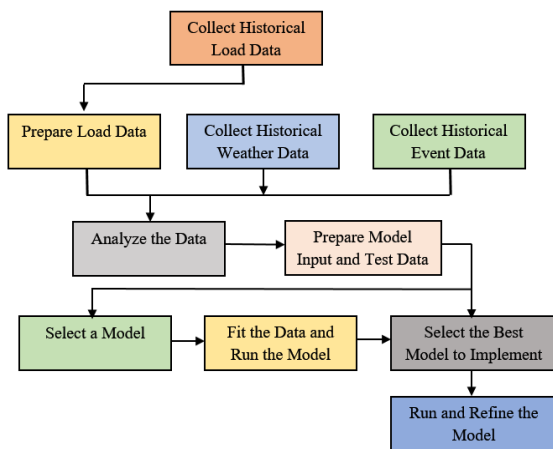 Collect Historical
Load Data
Prepare Load Data
Collect Historical
Weather Data
Collect Historical
Event Data
Analyze the Data
Prepare Model
Input and Test Data
Select a Model
Fit the Data and
Run the Model
Select the Best
Model to Implement
Run and Refine the
Model